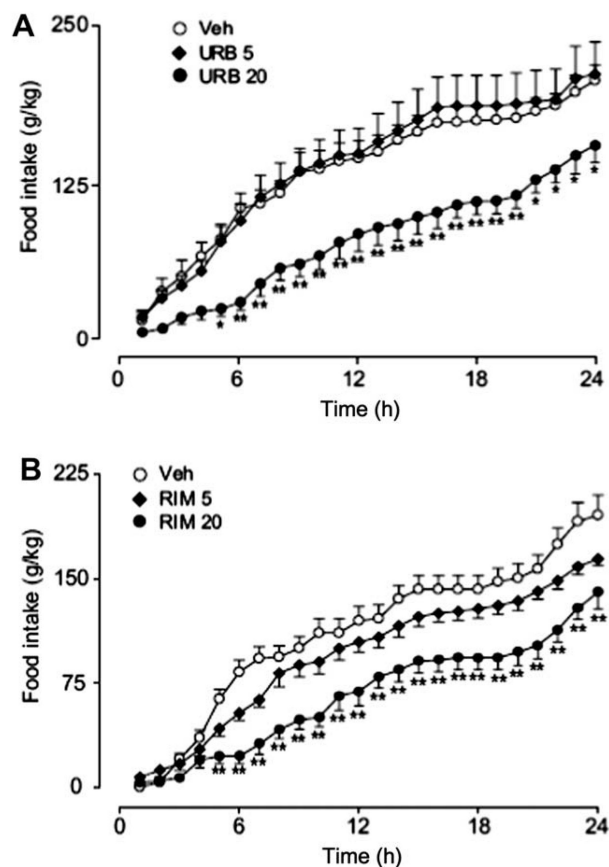 A
250
Veh
URB 5
URB 20
Food intake (g/kg)
125
0
* ** ** ** ** ** ** ** ** ** ** ** ** ** ** ** * * * *
0 6 12 18 24
Time (h)
B
225
Veh
RIM 5
RIM 20
Food intake (g/kg)
150
75
0
** ** ** ** ** ** ** ** ** ** ** ** ** ** ** ** ** ** ** **
0 6 12 18 24
Time (h)